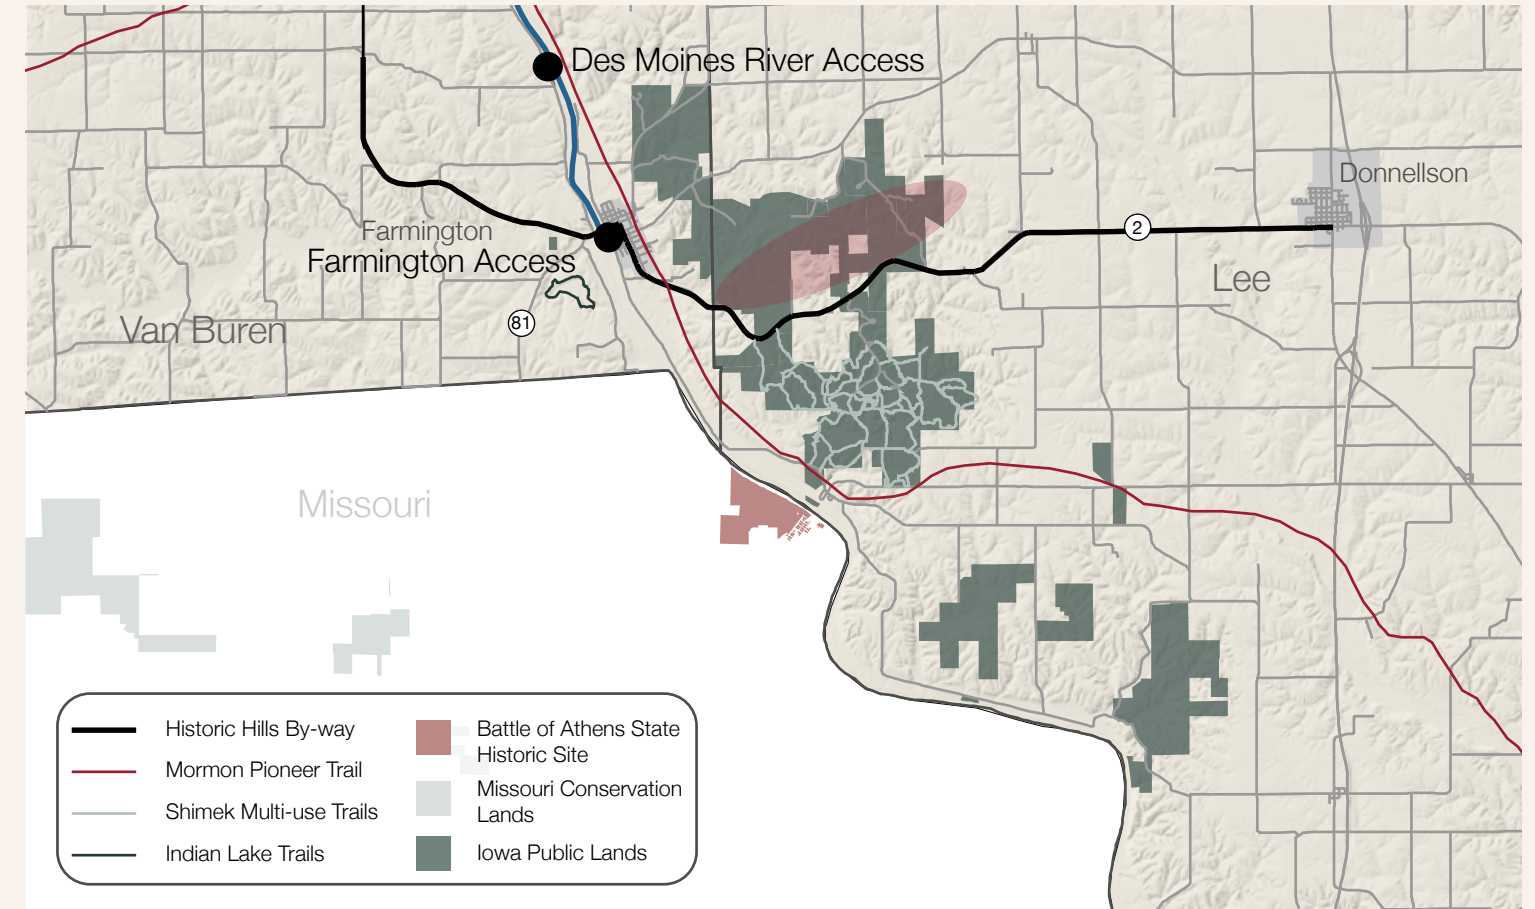 Des Moines River Access
Donnellson
2
Farmington
Farmington Access
Lee
81
Van Buren
Missouri
Historic Hills By-way
Mormon Pioneer Trail
Shimek Multi-use Trails
Indian Lake Trails
Battle of Athens State
Historic Site
Missouri Conservation
Lands
Iowa Public Lands